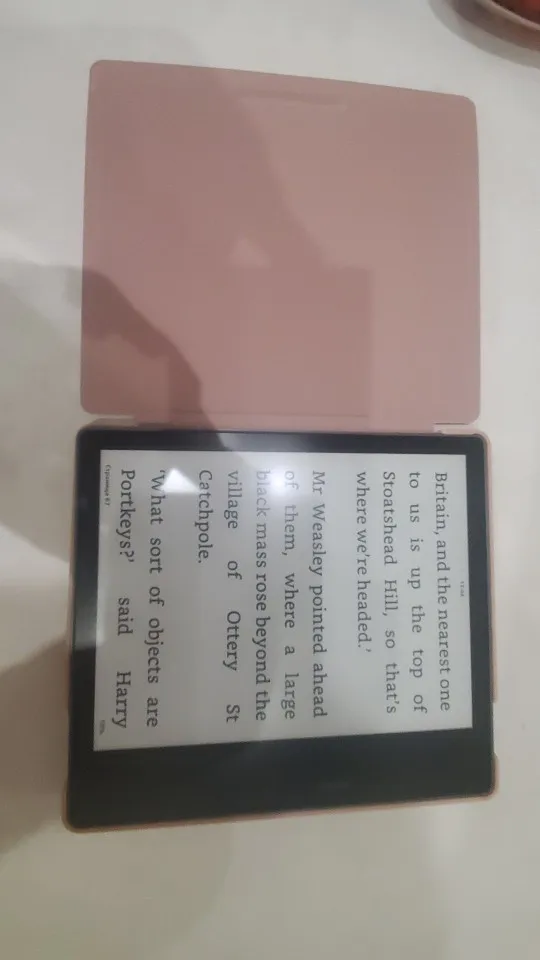 Britain, and the nearest one
to us is up the top of
Stoatshead Hill, so that's
where we're headed.'
Mr Weasley pointed ahead
of them, where a large
black mass rose beyond the
village of Ottery St
Catchpole.
'What sort of objects are
Portkeys?' said Harry
Страница 67